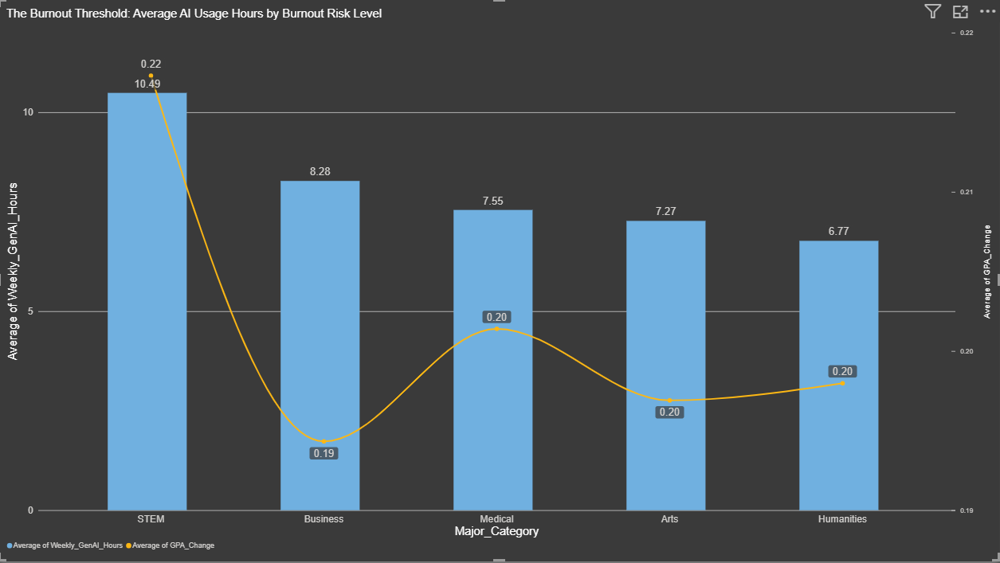 The Burnout Threshold: Average AI Usage Hours by Burnout Risk Level
0.22
0.22
10.49
10
8.28
7.55
7.27
6.77
0.21
Average of Weekly_GenAI_Hours
Average of GPA_Change
5
0.20
0.20
0.20
0.20
0.19
0
0.19
STEM
Business
Medical
Arts
Humanities
Major_Category
Average of Weekly_GenAI_Hours
Average of GPA_Change